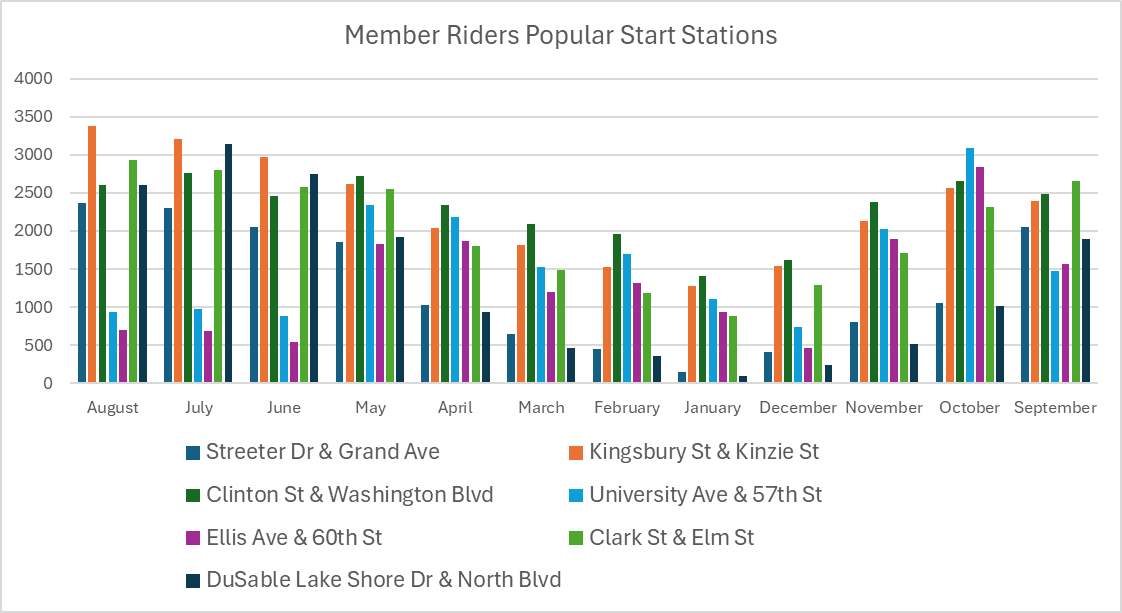 Member Riders Popular Start Stations
4000
3500
3000
2500
2000
1500
1000
500
0
August July June May April March February January December November October September
Streeter Dr & Grand Ave Kingsbury St & Kinzie St
Clinton St & Washington Blvd University Ave & 57th St
Ellis Ave & 60th St Clark St & Elm St
DuSable Lake Shore Dr & North Blvd